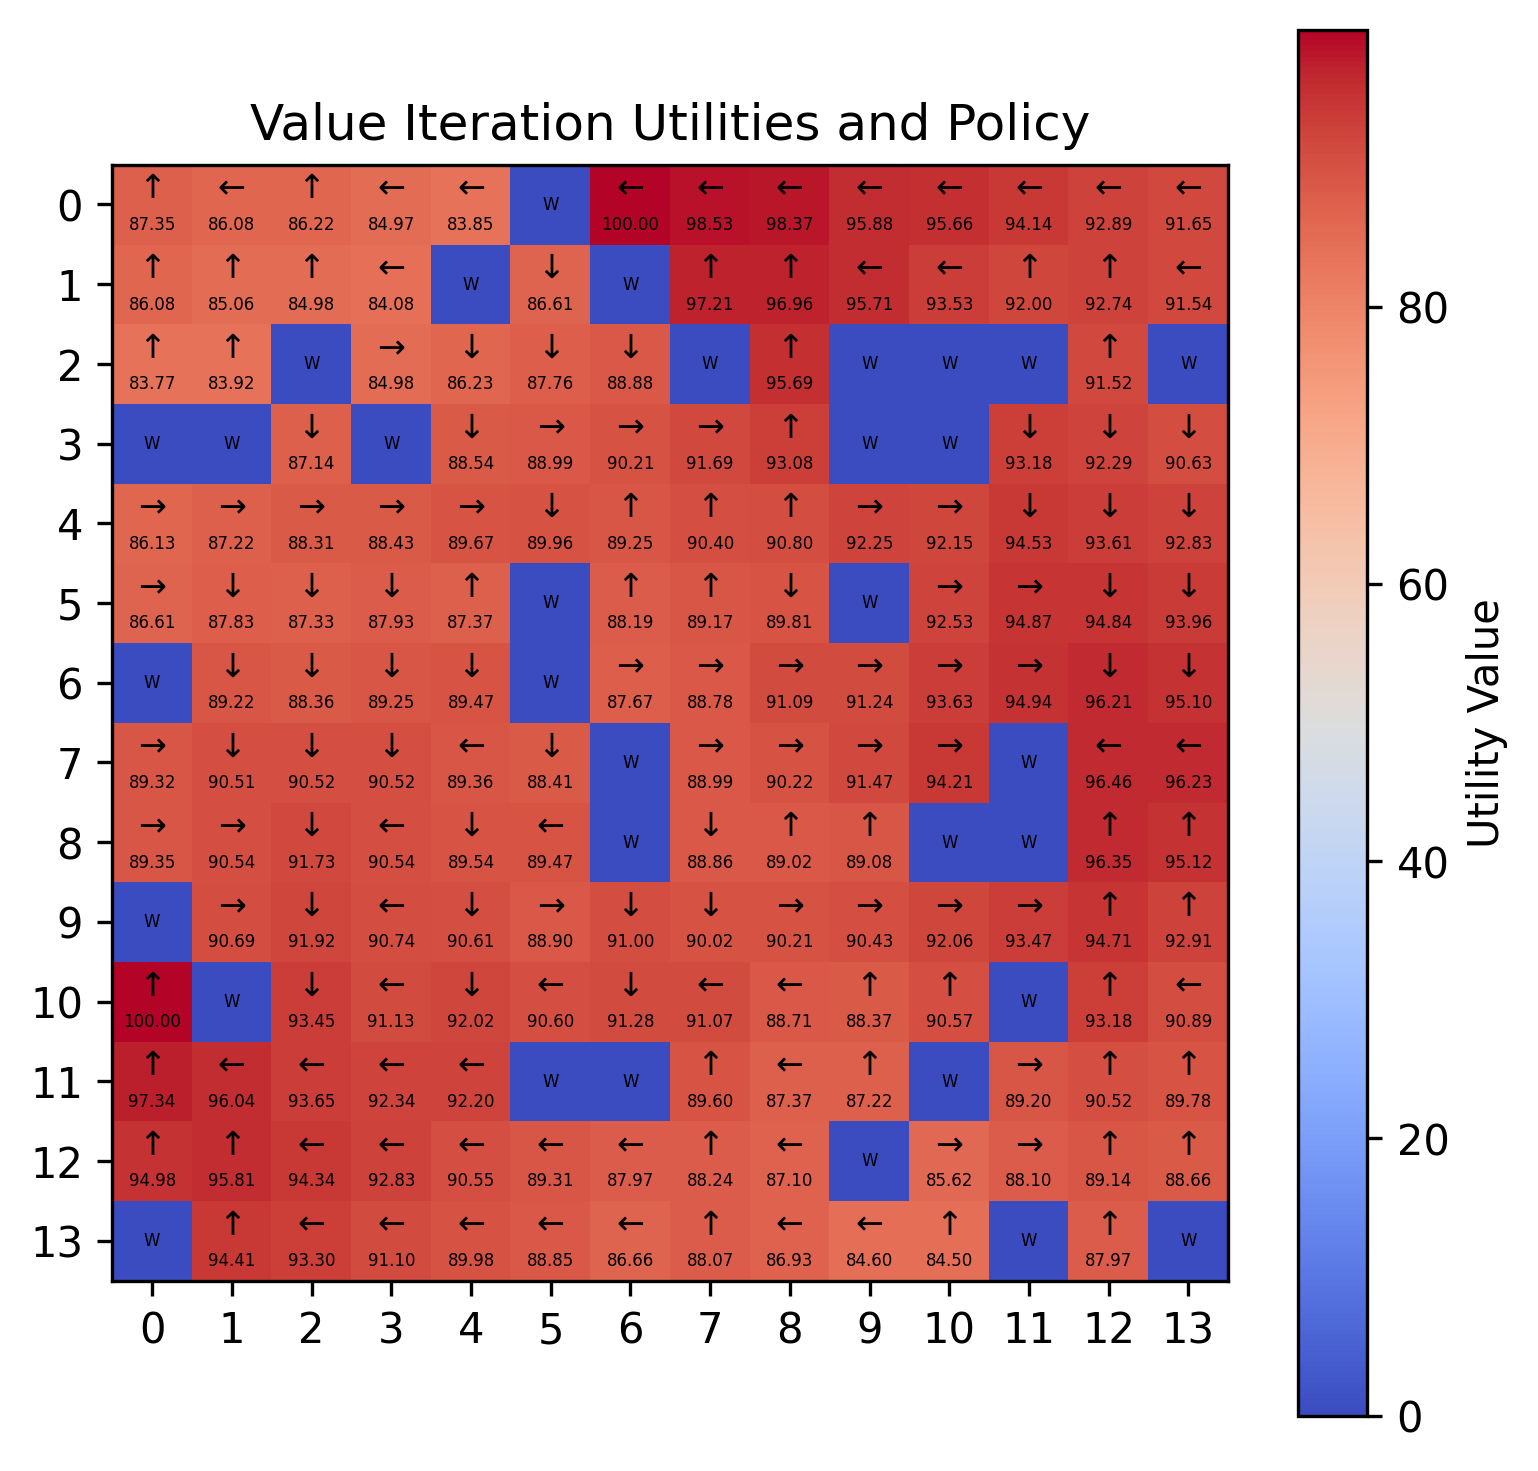 Value Iteration Utilities and Policy
0 ↑ ← ↑ ← ← W ← ← ← ← ← ← ← ←
87.35 86.08 86.22 84.97 83.85 100.00 98.53 98.37 95.88 95.66 94.14 92.89 91.65
1 ↑ ↑ ↑ ← W ↓ W ↑ ↑ ← ← ↑ ↑ ←
86.08 85.06 84.98 84.08 86.61 97.21 96.96 95.71 93.53 92.00 92.74 91.54
2 ↑ ↑ W → ↓ ↓ ↓ W ↑ W W W ↑ W
83.77 83.92 84.98 86.23 87.76 88.88 95.69 91.52
3 W W ↓ W ↓ → → → ↑ W W ↓ ↓ ↓
87.14 88.54 88.99 90.21 91.69 93.08 93.18 92.29 90.63
4 → → → → → ↓ ↑ ↑ ↑ → → ↓ ↓ ↓
86.13 87.22 88.31 88.43 89.67 89.96 89.25 90.40 90.80 92.25 92.15 94.53 93.61 92.83
5 → ↓ ↓ ↓ ↑ W ↑ ↑ ↓ W → → ↓ ↓
86.61 87.83 87.33 87.93 87.37 88.19 89.17 89.81 92.53 94.87 94.84 93.96
6 W ↓ ↓ ↓ ↓ W → → → → → → ↓ ↓
89.22 88.36 89.25 89.47 87.67 88.78 91.09 91.24 93.63 94.94 96.21 95.10
7 → ↓ ↓ ↓ ← ↓ W → → → → W ← ←
89.32 90.51 90.52 90.52 89.36 88.41 88.99 90.22 91.47 94.21 96.46 96.23
8 → → ↓ ← ↓ ← W ↓ ↑ ↑ W W ↑ ↑
89.35 90.54 91.73 90.54 89.54 89.47 88.86 89.02 89.08 96.35 95.12
9 W → ↓ ← ↓ → ↓ ↓ → → → → ↑ ↑
90.69 91.92 90.74 90.61 88.90 91.00 90.02 90.21 90.43 92.06 93.47 94.71 92.91
10 ↑ W ↓ ← ↓ ← ↓ ← ← ↑ ↑ W ↑ ←
100.00 93.45 91.13 92.02 90.60 91.28 91.07 88.71 88.37 90.57 93.18 90.89
11 ↑ ← ← ← ← W W ↑ ← ↑ W → ↑ ↑
97.34 96.04 93.65 92.34 92.20 89.60 87.37 87.22 89.20 90.52 89.78
12 ↑ ↑ ← ← ← ← ← ↑ ← W → → ↑ ↑
94.98 95.81 94.34 92.83 90.55 89.31 87.97 88.24 87.10 85.62 88.10 89.14 88.66
13 W ↑ ← ← ← ← ← ↑ ← ← ↑ W ↑ W
94.41 93.30 91.10 89.98 88.85 86.66 88.07 86.93 84.60 84.50 87.97
0 1 2 3 4 5 6 7 8 9 10 11 12 13
80
60
40
20
0
Utility Value